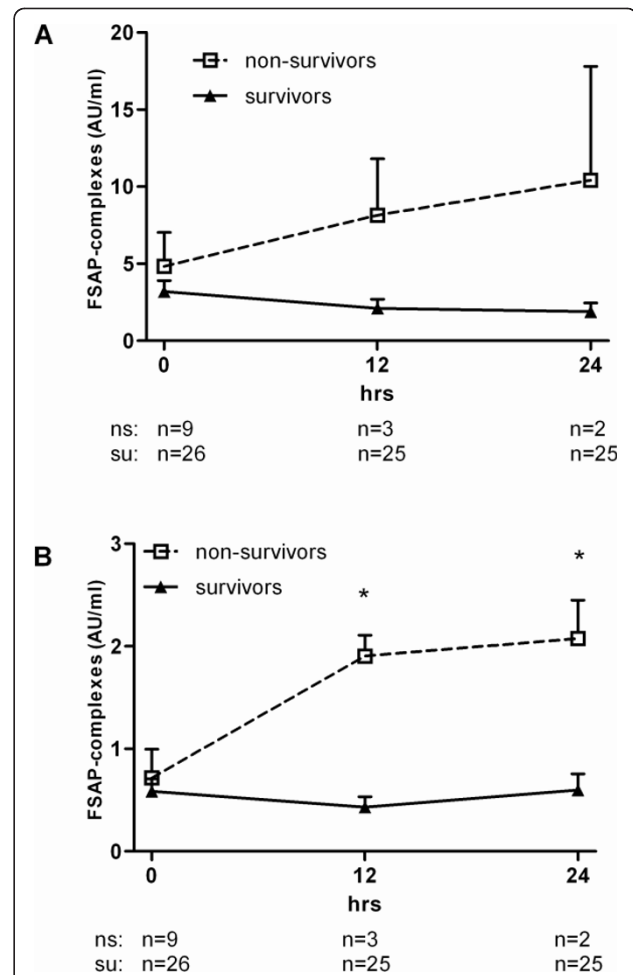 A
FSAP-complexes (AU/ml)
20
15
10
5
0
non-survivors
survivors
0 12 24
hrs
ns: n=9 n=3 n=2
su: n=26 n=25 n=25
B
FSAP-complexes (AU/ml)
3
2
1
0
non-survivors
survivors
* *
0 12 24
hrs
ns: n=9 n=3 n=2
su: n=26 n=25 n=25